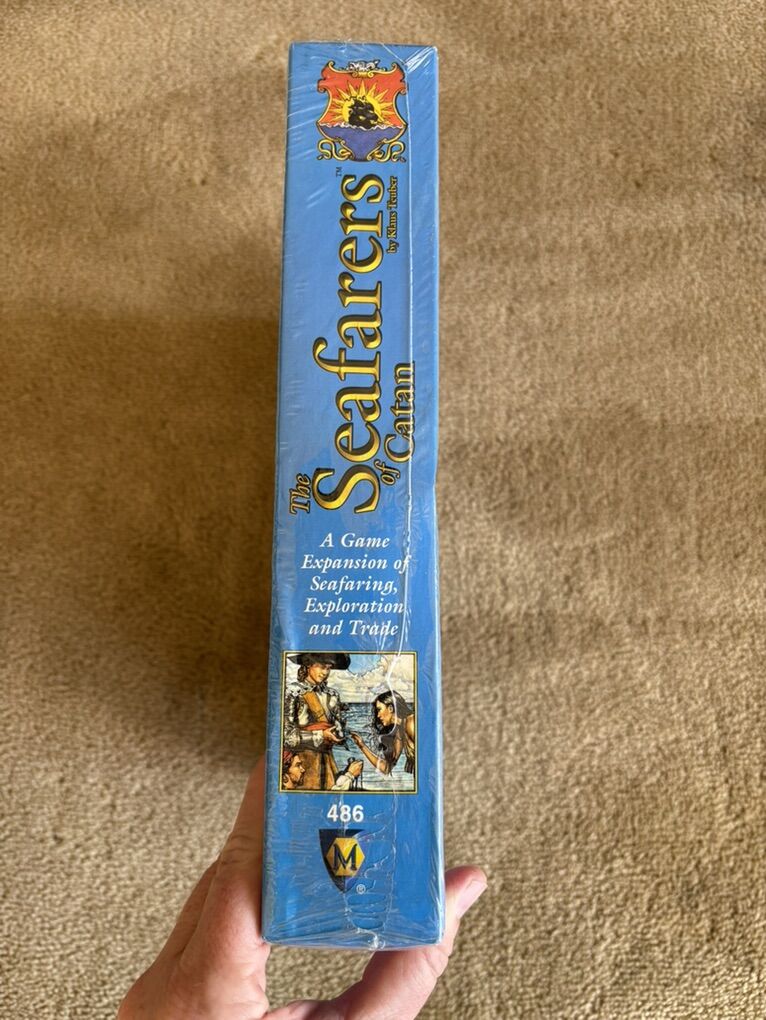 The
Seafarers™
of Catan
by Klaus Teuber
A Game
Expansion of
Seafaring,
Exploration
and Trade
486
M
®